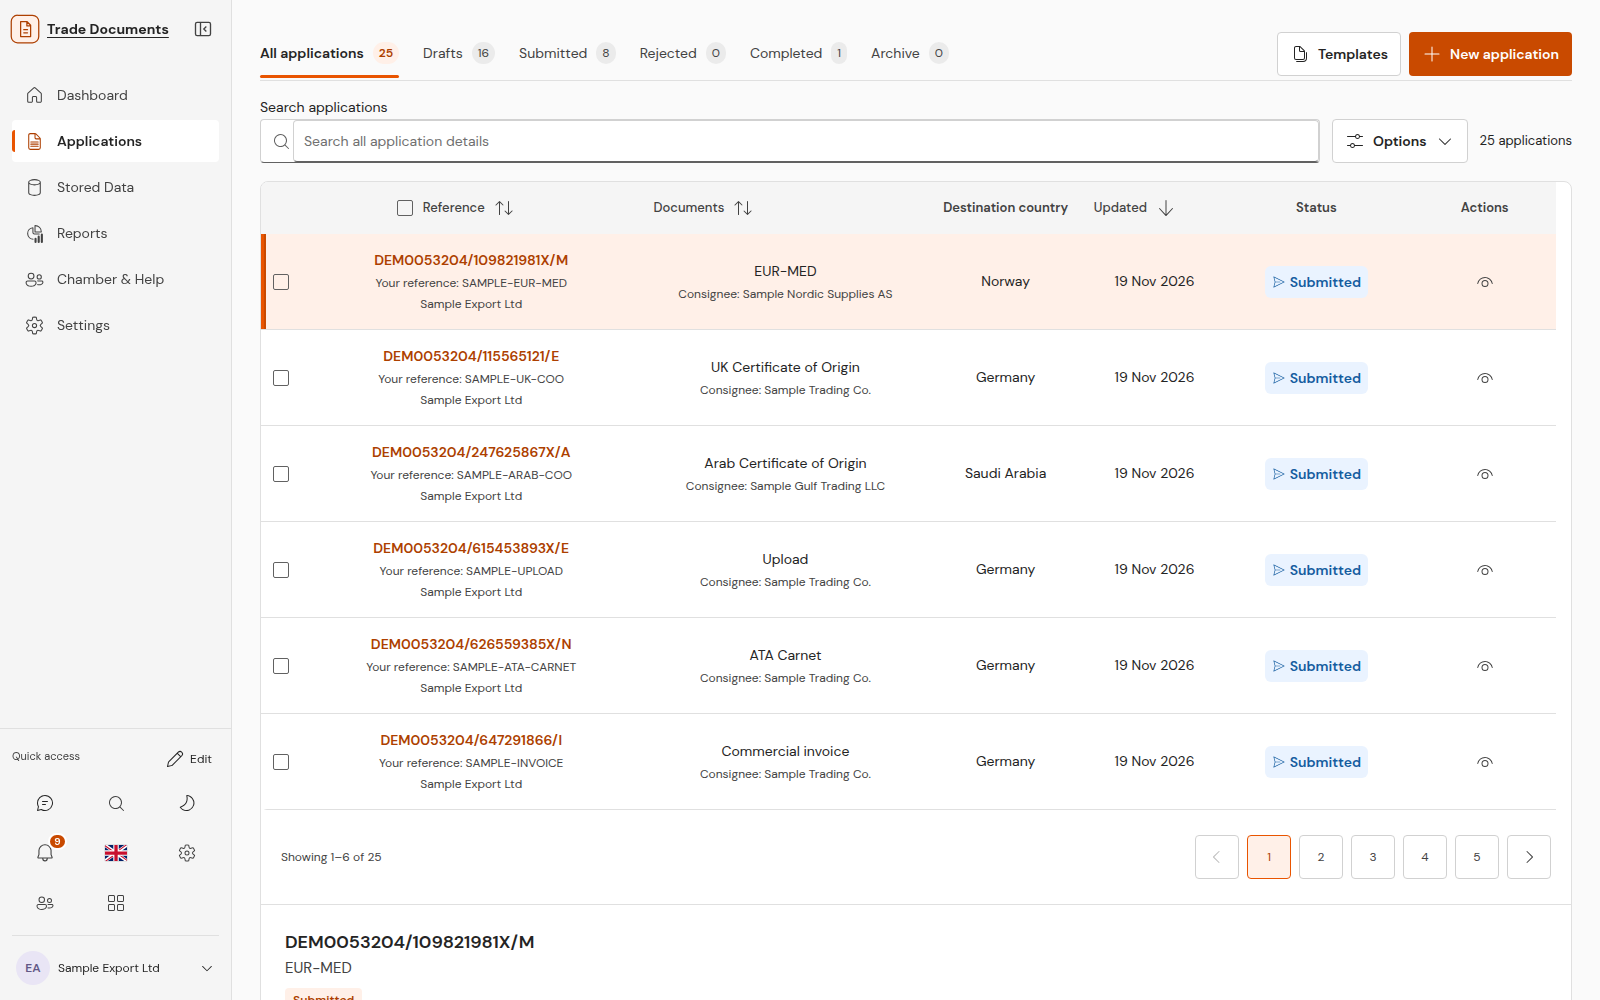 Trade Documents
Dashboard
Applications
Stored Data
Reports
Chamber & Help
Settings
Quick access
Edit
9
EA
Sample Export Ltd
All applications 25
Drafts 16
Submitted 8
Rejected 0
Completed 1
Archive 0
Templates
New application
Search applications
Search all application details
Options
25 applications
Reference
Documents
Destination country
Updated
Status
Actions
DEM0053204/109821981X/M
Your reference: SAMPLE-EUR-MED
Sample Export Ltd
EUR-MED
Consignee: Sample Nordic Supplies AS
Norway
19 Nov 2026
Submitted
DEM0053204/115565121/E
Your reference: SAMPLE-UK-COO
Sample Export Ltd
UK Certificate of Origin
Consignee: Sample Trading Co.
Germany
19 Nov 2026
Submitted
DEM0053204/247625867X/A
Your reference: SAMPLE-ARAB-COO
Sample Export Ltd
Arab Certificate of Origin
Consignee: Sample Gulf Trading LLC
Saudi Arabia
19 Nov 2026
Submitted
DEM0053204/615453893X/E
Your reference: SAMPLE-UPLOAD
Sample Export Ltd
Upload
Consignee: Sample Trading Co.
Germany
19 Nov 2026
Submitted
DEM0053204/626559385X/N
Your reference: SAMPLE-ATA-CARNET
Sample Export Ltd
ATA Carnet
Consignee: Sample Trading Co.
Germany
19 Nov 2026
Submitted
DEM0053204/647291866/I
Your reference: SAMPLE-INVOICE
Sample Export Ltd
Commercial invoice
Consignee: Sample Trading Co.
Germany
19 Nov 2026
Submitted
Showing 1–6 of 25
1
2
3
4
5
DEM0053204/109821981X/M
EUR-MED
Submitted